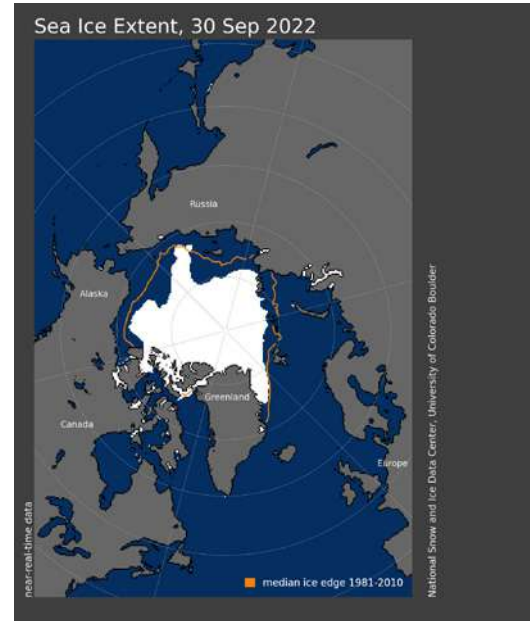 Sea Ice Extent, 30 Sep 2022
Russia
Alaska
Greenland
Canada
Europe
near-real-time data
median ice edge 1981-2010
National Snow and Ice Data Center, University of Colorado Boulder